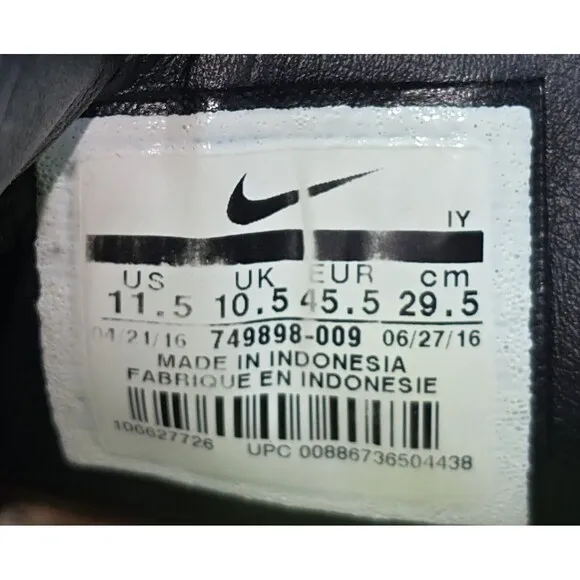 IY
US UK EUR cm
11.5 10.5 45.5 29.5
04/21/16 749898-009 06/27/16
MADE IN INDONESIA
FABRIQUE EN INDONESIE
100627726 UPC 00886736504438